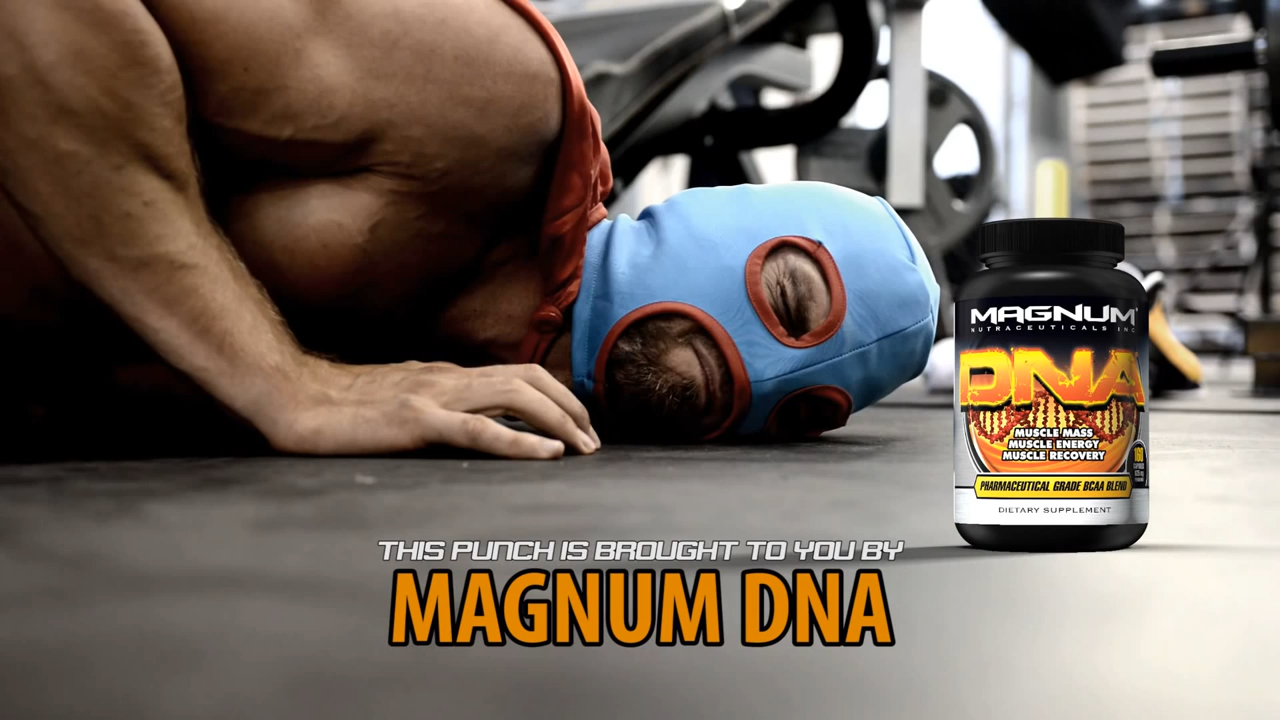 MAGNUM
NUTRACEUTICALS INC
DNA
MUSCLE MASS
MUSCLE ENERGY
MUSCLE RECOVERY
160
PHARMACEUTICAL GRADE BCAA BLEND
DIETARY SUPPLEMENT
THIS PUNCH IS BROUGHT TO YOU BY
MAGNUM DNA